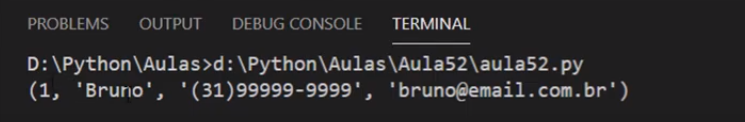 PROBLEMS OUTPUT DEBUG CONSOLE TERMINAL
D:\Python\Aulas>d:\Python\Aulas\Aula52\aula52.py
(1, 'Bruno', '(31)99999-9999', 'bruno@email.com.br')